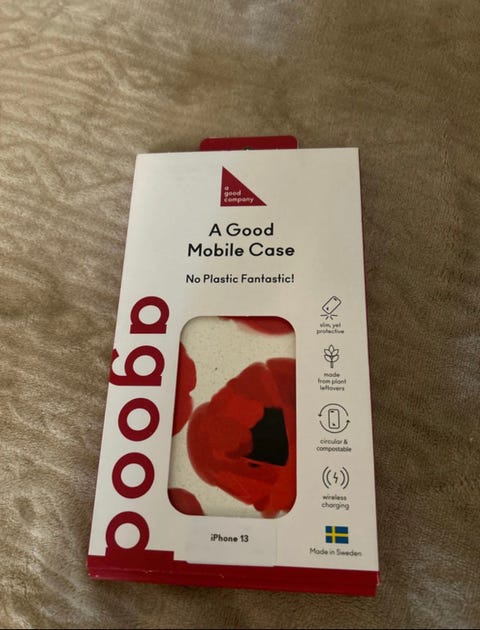 a
good
company
A Good
Mobile Case
No Plastic Fantastic!
agood
slim, yet
protective
made
from plant
leftovers
circular &
compostable
wireless
charging
iPhone 13
Made in Sweden